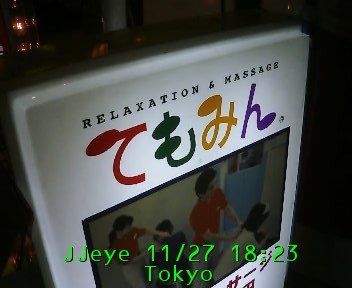 RELAXATION & MASSAGE
てもみん
JJeye 11/27 18:23
Tokyo